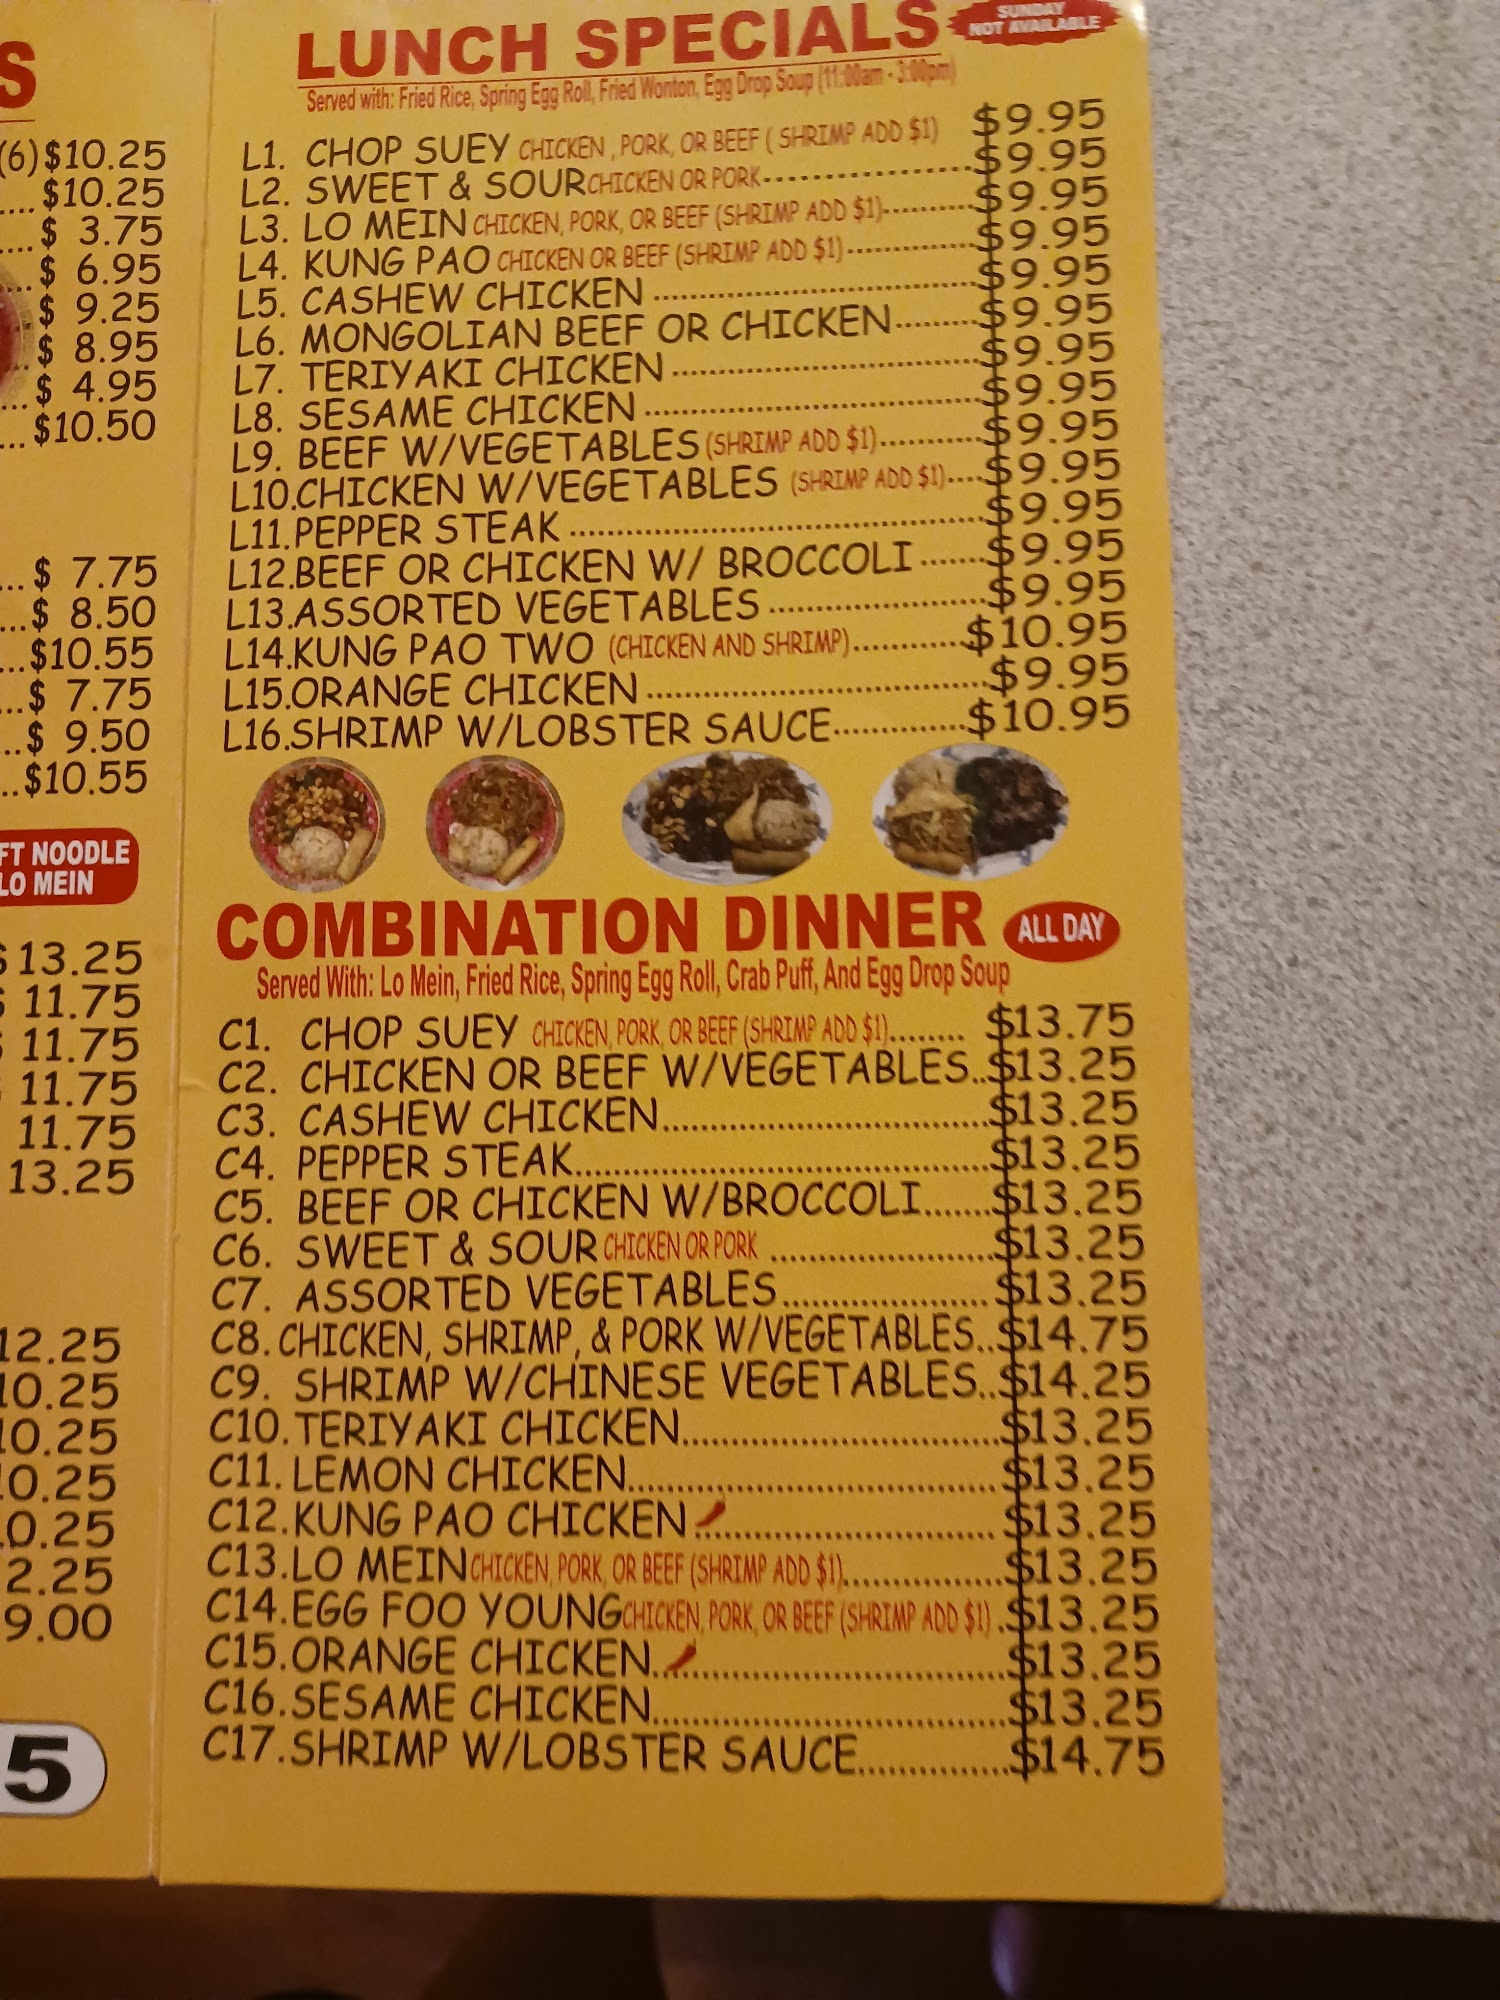 S
(6)$10.25
....$10.25
....$ 3.75
....$ 6.95
$ 9.25
$ 8.95
...$ 4.95
...$10.50
...$ 7.75
...$ 8.50
...$10.55
...$ 7.75
..$ 9.50
..$10.55
FT NOODLE
LO MEIN
$13.25
11.75
11.75
11.75
11.75
13.25
12.25
10.25
10.25
0.25
0.25
2.25
9.00
5
LUNCH SPECIALS
SUNDAY
NOT AVAILABLE
Served with: Fried Rice, Spring Egg Roll, Fried Wonton, Egg Drop Soup (11:00am - 3:00pm)
L1. CHOP SUEY CHICKEN , PORK, OR BEEF ( SHRIMP ADD $1) $9.95
L2. SWEET & SOUR CHICKEN OR PORK $9.95
L3. LO MEIN CHICKEN, PORK, OR BEEF (SHRIMP ADD $1) $9.95
L4. KUNG PAO CHICKEN OR BEEF (SHRIMP ADD $1) $9.95
L5. CASHEW CHICKEN $9.95
L6. MONGOLIAN BEEF OR CHICKEN $9.95
L7. TERIYAKI CHICKEN $9.95
L8. SESAME CHICKEN $9.95
L9. BEEF W/VEGETABLES (SHRIMP ADD $1) $9.95
L10.CHICKEN W/VEGETABLES (SHRIMP ADD $1) $9.95
L11.PEPPER STEAK $9.95
L12.BEEF OR CHICKEN W/ BROCCOLI $9.95
L13.ASSORTED VEGETABLES $9.95
L14.KUNG PAO TWO (CHICKEN AND SHRIMP) $10.95
L15.ORANGE CHICKEN $9.95
L16.SHRIMP W/LOBSTER SAUCE $10.95
COMBINATION DINNER ALL DAY
Served With: Lo Mein, Fried Rice, Spring Egg Roll, Crab Puff, And Egg Drop Soup
C1. CHOP SUEY CHICKEN, PORK, OR BEEF (SHRIMP ADD $1) $13.75
C2. CHICKEN OR BEEF W/VEGETABLES $13.25
C3. CASHEW CHICKEN $13.25
C4. PEPPER STEAK $13.25
C5. BEEF OR CHICKEN W/BROCCOLI $13.25
C6. SWEET & SOUR CHICKEN OR PORK $13.25
C7. ASSORTED VEGETABLES $13.25
C8. CHICKEN, SHRIMP, & PORK W/VEGETABLES $14.75
C9. SHRIMP W/CHINESE VEGETABLES $14.25
C10.TERIYAKI CHICKEN $13.25
C11.LEMON CHICKEN $13.25
C12.KUNG PAO CHICKEN $13.25
C13.LO MEIN CHICKEN, PORK, OR BEEF (SHRIMP ADD $1) $13.25
C14.EGG FOO YOUNG CHICKEN, PORK, OR BEEF (SHRIMP ADD $1) $13.25
C15.ORANGE CHICKEN $13.25
C16.SESAME CHICKEN $13.25
C17.SHRIMP W/LOBSTER SAUCE $14.75